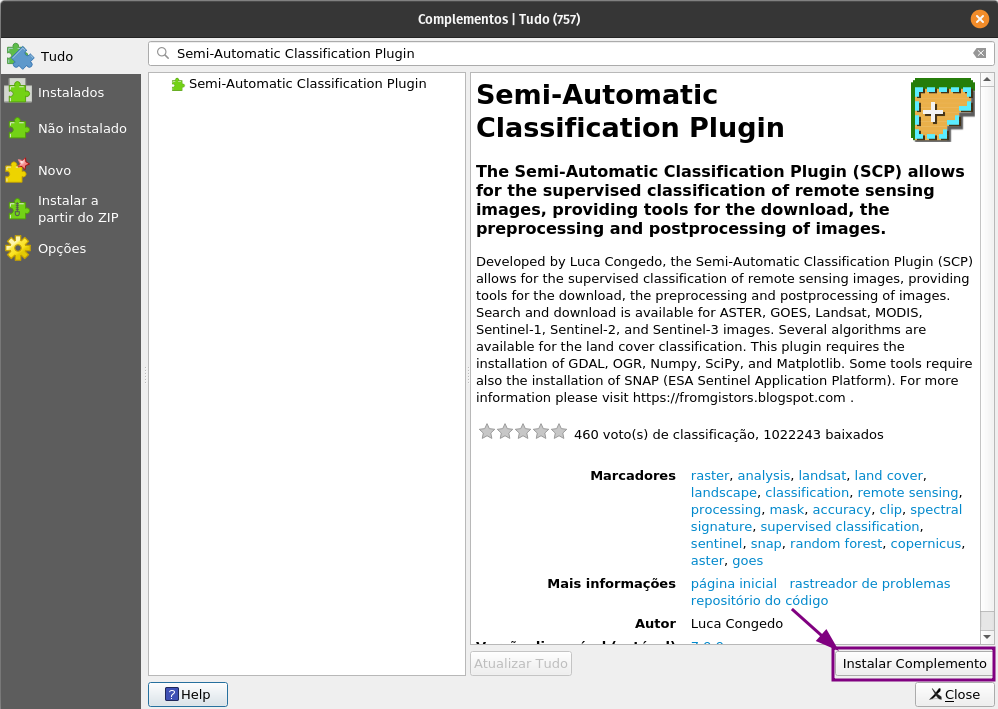 Complementos | Tudo (757)
Tudo
Instalados
Não instalado
Novo
Instalar a
partir do ZIP
Opções
Semi-Automatic Classification Plugin
Semi-Automatic Classification Plugin
Semi-Automatic
Classification Plugin
The Semi-Automatic Classification Plugin (SCP) allows
for the supervised classification of remote sensing
images, providing tools for the download, the
preprocessing and postprocessing of images.
Developed by Luca Congedo, the Semi-Automatic Classification Plugin (SCP)
allows for the supervised classification of remote sensing images, providing
tools for the download, the preprocessing and postprocessing of images.
Search and download is available for ASTER, GOES, Landsat, MODIS,
Sentinel-1, Sentinel-2, and Sentinel-3 images. Several algorithms are
available for the land cover classification. This plugin requires the
installation of GDAL, OGR, Numpy, SciPy, and Matplotlib. Some tools require
also the installation of SNAP (ESA Sentinel Application Platform). For more
information please visit https://fromgistors.blogspot.com .
460 voto(s) de classificação, 1022243 baixados
Marcadores raster, analysis, landsat, land cover,
landscape, classification, remote sensing,
processing, mask, accuracy, clip, spectral
signature, supervised classification,
sentinel, snap, random forest, copernicus,
aster, goes
Mais informações página inicial rastreador de problemas
repositório do código
Autor Luca Congedo
Atualizar Tudo
Instalar Complemento
Help
Close